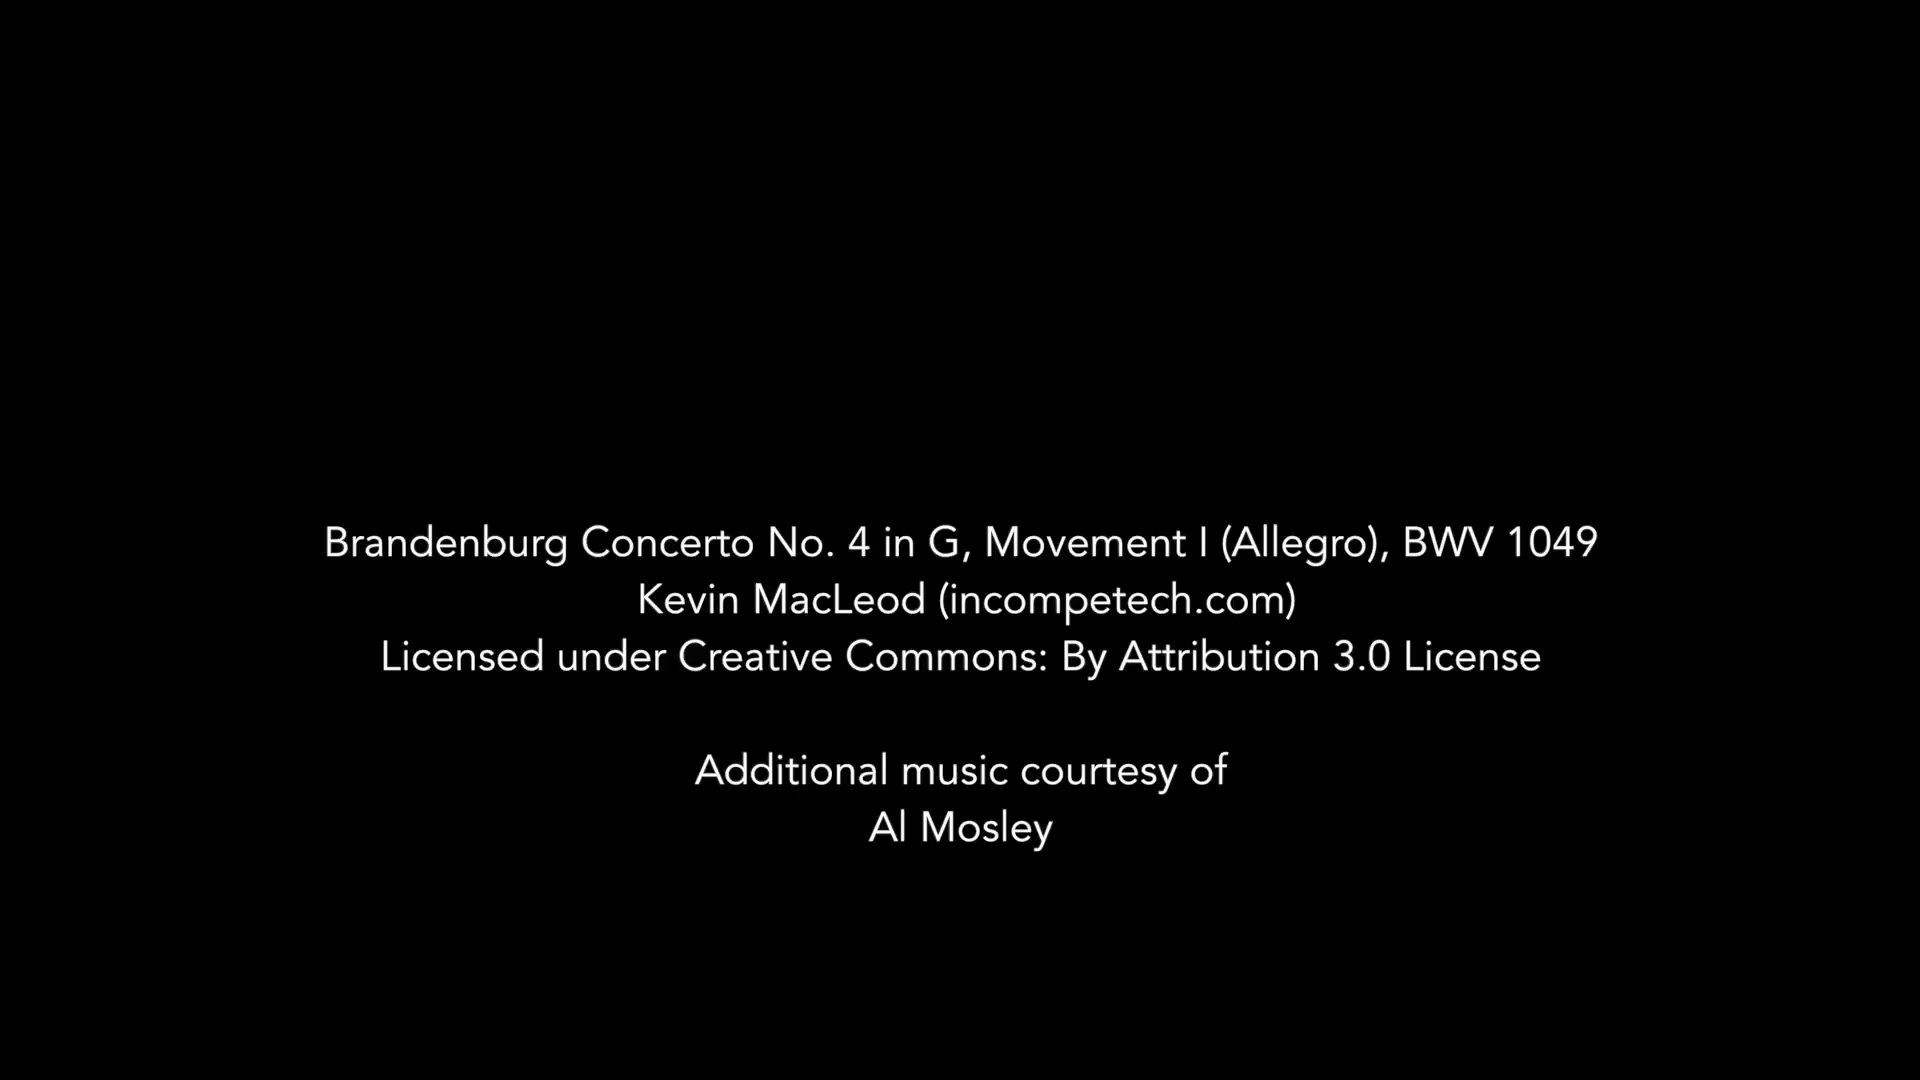 Brandenburg Concerto No. 4 in G, Movement I (Allegro), BWV 1049
Kevin MacLeod (incompetech.com)
Licensed under Creative Commons: By Attribution 3.0 License
Additional music courtesy of
Al Mosley